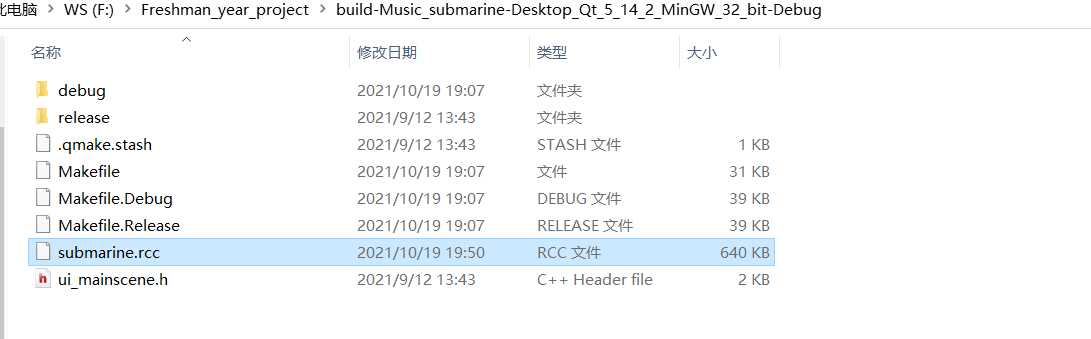 此电脑 > WS (F:) > Freshman_year_project > build-Music_submarine-Desktop_Qt_5_14_2_MinGW_32_bit-Debug
名称 修改日期 类型 大小
debug 2021/10/19 19:07 文件夹
release 2021/9/12 13:43 文件夹
.qmake.stash 2021/9/12 13:43 STASH 文件 1 KB
Makefile 2021/10/19 19:07 文件 31 KB
Makefile.Debug 2021/10/19 19:07 DEBUG 文件 39 KB
Makefile.Release 2021/10/19 19:07 RELEASE 文件 39 KB
submarine.rcc 2021/10/19 19:50 RCC 文件 640 KB
ui_mainscene.h 2021/9/12 13:43 C++ Header file 2 KB